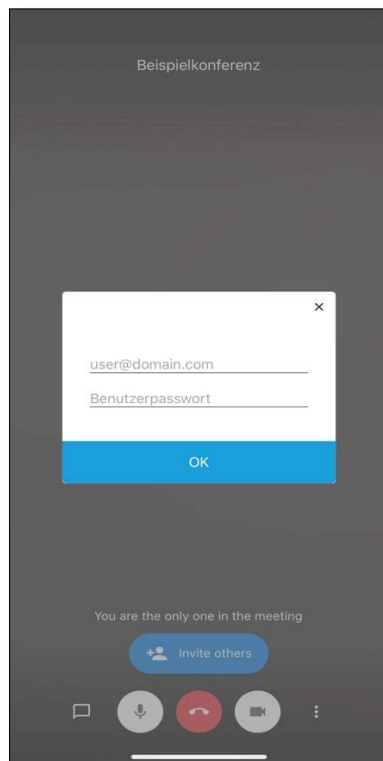 Beispielkonferenz
user@domain.com
Benutzerpasswort
OK
You are the only one in the meeting
Invite others